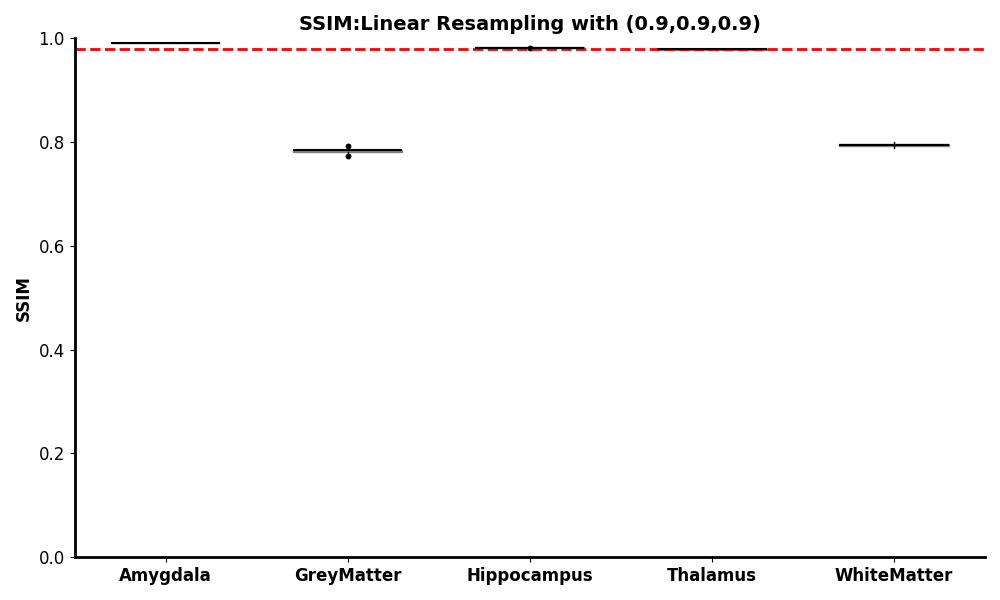 SSIM:Linear Resampling with (0.9,0.9,0.9)
1.0
0.8
0.6
0.4
0.2
0.0
SSIM
Amygdala
GreyMatter
Hippocampus
Thalamus
WhiteMatter